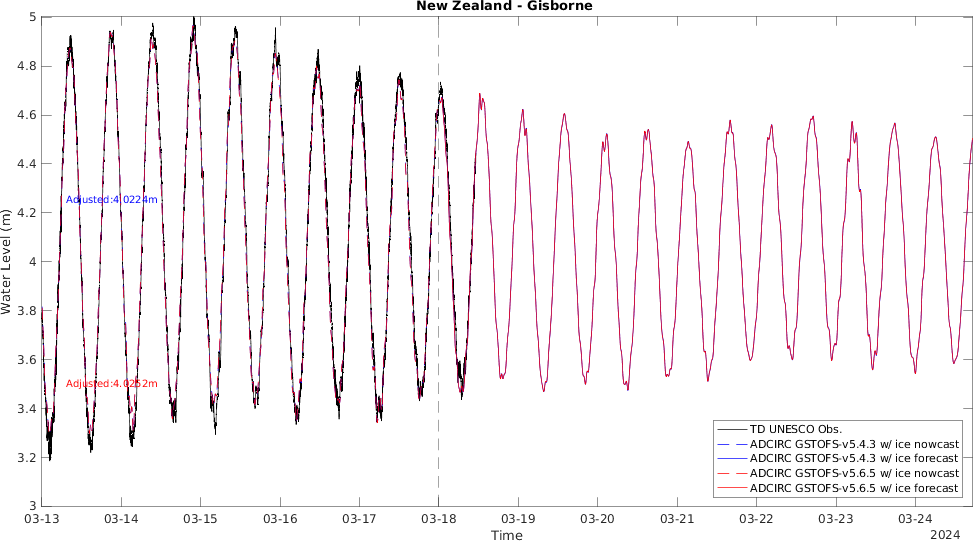 New Zealand - Gisborne
5
4.8
4.6
4.4
4.2
4
3.8
3.6
3.4
3.2
3
Water Level (m)
Adjusted:4.0224m
Adjusted:4.0252m
TD UNESCO Obs.
ADCIRC GSTOFS-v5.4.3 w/ ice nowcast
ADCIRC GSTOFS-v5.4.3 w/ ice forecast
ADCIRC GSTOFS-v5.6.5 w/ ice nowcast
ADCIRC GSTOFS-v5.6.5 w/ ice forecast
03-13 03-14 03-15 03-16 03-17 03-18 03-19 03-20 03-21 03-22 03-23 03-24
Time
2024